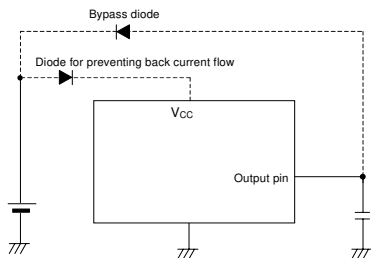 Bypass diode
Diode for preventing back current flow
VCC
Output pin